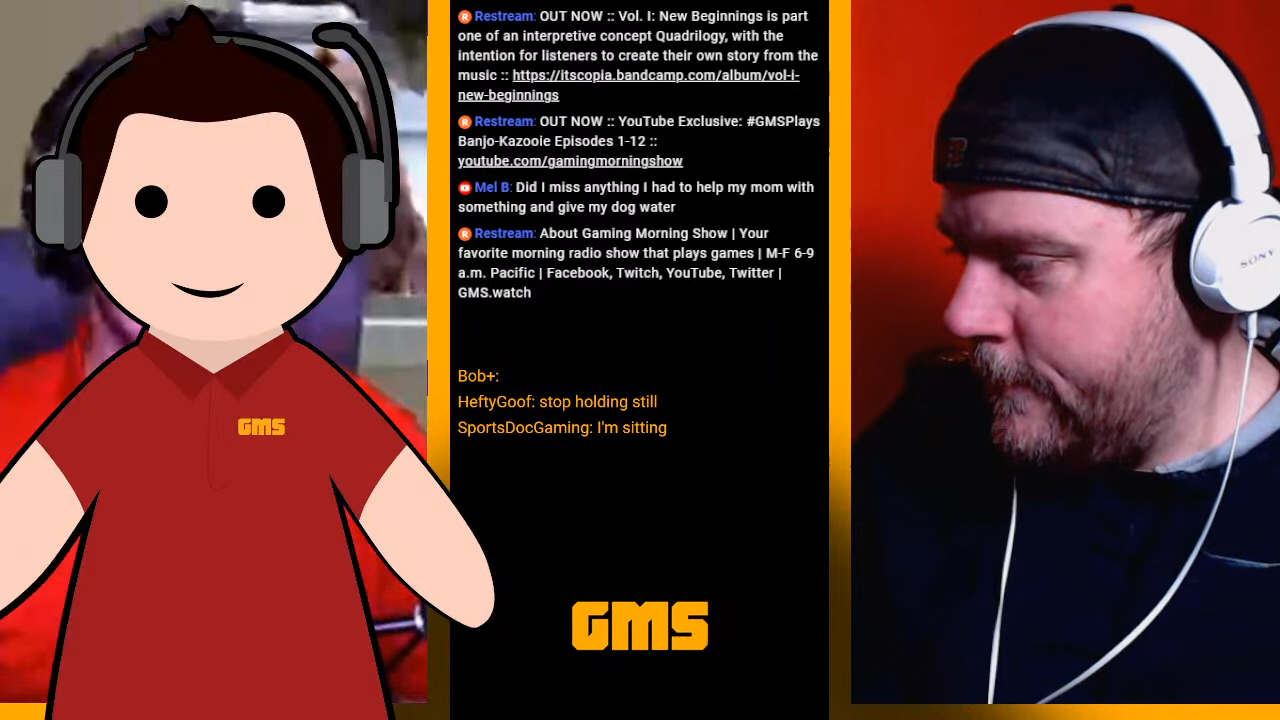 Restream: OUT NOW :: Vol. I: New Beginnings is part
one of an interpretive concept Quadrilogy, with the
intention for listeners to create their own story from the
music :: https://itscopia.bandcamp.com/album/vol-i-
new-beginnings
Restream: OUT NOW :: YouTube Exclusive: #GMSPlays
Banjo-Kazooie Episodes 1-12 ::
youtube.com/gamingmorningshow
Mel B: Did I miss anything I had to help my mom with
something and give my dog water
Restream: About Gaming Morning Show | Your
favorite morning radio show that plays games | M-F 6-9
a.m. Pacific | Facebook, Twitch, YouTube, Twitter |
GMS.watch
Bob+:
HeftyGoof: stop holding still
SportsDocGaming: I'm sitting
GMS
GMS
SONY